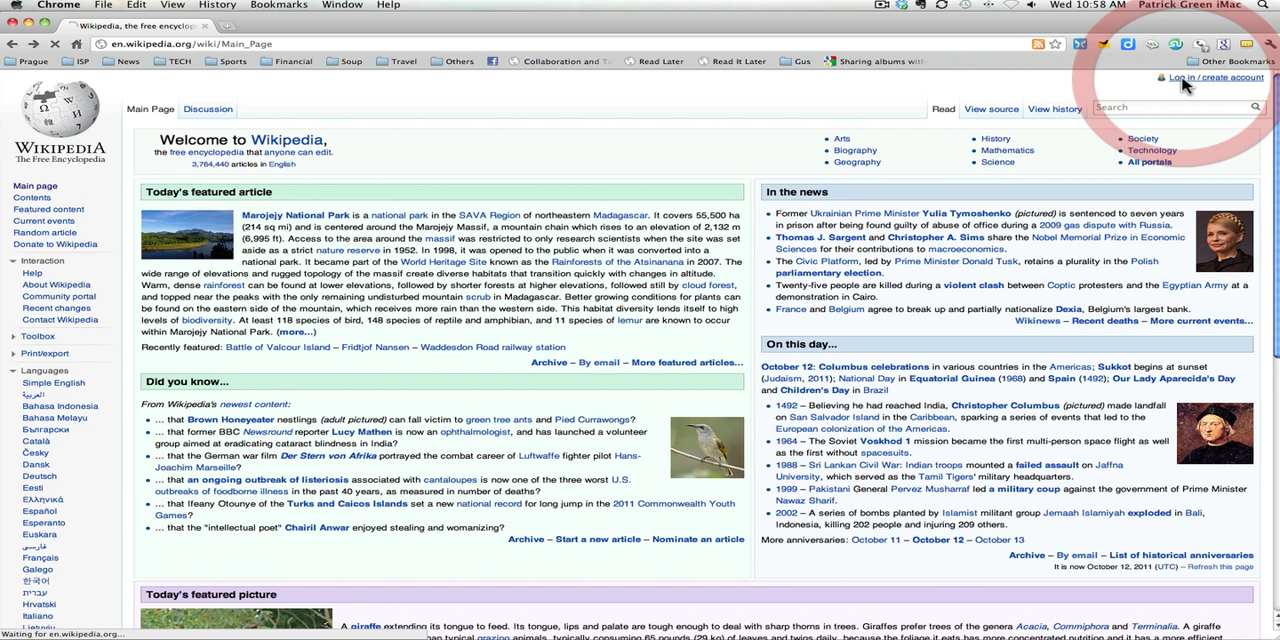 Chrome File Edit View History Bookmarks Window Help Wed 10:58 AM Patrick Green iMac
Wikipedia, the free encyclop
en.wikipedia.org/wiki/Main_Page
Prague ISP News TECH Sports Financial Soup Travel Others Collaboration and T Read Later Read It Later Gus Sharing albums with Other Bookmarks
Log in / create account
Main Page Discussion Read View source View history Search
WIKIPEDIA
The Free Encyclopedia
Main page
Contents
Featured content
Current events
Random article
Donate to Wikipedia
Interaction
Help
About Wikipedia
Community portal
Recent changes
Contact Wikipedia
Toolbox
Print/export
Languages
Simple English
العربية
Bahasa Indonesia
Bahasa Melayu
Български
Català
Česky
Dansk
Deutsch
Eesti
Ελληνικά
Español
Esperanto
Euskara
فارسی
Français
Galego
한국어
עברית
Hrvatski
Italiano
Welcome to Wikipedia,
the free encyclopedia that anyone can edit.
3,764,440 articles in English
Arts
Biography
Geography
History
Mathematics
Science
Society
Technology
All portals
Today's featured article
Marojejy National Park is a national park in the SAVA Region of northeastern Madagascar. It covers 55,500 ha
(214 sq mi) and is centered around the Marojejy Massif, a mountain chain which rises to an elevation of 2,132 m
(6,995 ft). Access to the area around the massif was restricted to only research scientists when the site was set
aside as a strict nature reserve in 1952. In 1998, it was opened to the public when it was converted into a
national park. It became part of the World Heritage Site known as the Rainforests of the Atsinanana in 2007. The
wide range of elevations and rugged topology of the massif create diverse habitats that transition quickly with changes in altitude.
Warm, dense rainforest can be found at lower elevations, followed by shorter forests at higher elevations, followed still by cloud forest,
and topped near the peaks with the only remaining undisturbed mountain scrub in Madagascar. Better growing conditions for plants can
be found on the eastern side of the mountain, which receives more rain than the western side. This habitat diversity lends itself to high
levels of biodiversity. At least 118 species of bird, 148 species of reptile and amphibian, and 11 species of lemur are known to occur
within Marojejy National Park. (more...)
Recently featured: Battle of Valcour Island – Fridtjof Nansen – Waddesdon Road railway station
Archive – By email – More featured articles...
Did you know...
From Wikipedia's newest content:
... that Brown Honeyeater nestlings (adult pictured) can fall victim to green tree ants and Pied Currawongs?
... that former BBC Newsround reporter Lucy Mathen is now an ophthalmologist, and has launched a volunteer
group aimed at eradicating cataract blindness in India?
... that the German war film Der Stern von Afrika portrayed the combat career of Luftwaffe fighter pilot Hans-
Joachim Marseille?
... that an ongoing outbreak of listeriosis associated with cantaloupes is now one of the three worst U.S.
outbreaks of foodborne illness in the past 40 years, as measured in number of deaths?
... that Ifeany Otunye of the Turks and Caicos Islands set a new national record for long jump in the 2011 Commonwealth Youth
Games?
... that the "intellectual poet" Chairil Anwar enjoyed stealing and womanizing?
Archive – Start a new article – Nominate an article
In the news
Former Ukrainian Prime Minister Yulia Tymoshenko (pictured) is sentenced to seven years
in prison after being found guilty of abuse of office during a 2009 gas dispute with Russia.
Thomas J. Sargent and Christopher A. Sims share the Nobel Memorial Prize in Economic
Sciences for their contributions to macroeconomics.
The Civic Platform, led by Prime Minister Donald Tusk, retains a plurality in the Polish
parliamentary election.
Twenty-five people are killed during a violent clash between Coptic protesters and the Egyptian Army at a
demonstration in Cairo.
France and Belgium agree to break up and partially nationalize Dexia, Belgium's largest bank.
Wikinews – Recent deaths – More current events...
On this day...
October 12: Columbus celebrations in various countries in the Americas; Sukkot begins at sunset
(Judaism, 2011); National Day in Equatorial Guinea (1968) and Spain (1492); Our Lady Aparecida's Day
and Children's Day in Brazil
1492 – Believing he had reached India, Christopher Columbus (pictured) made landfall
on San Salvador Island in the Caribbean, sparking a series of events that led to the
European colonization of the Americas.
1964 – The Soviet Voskhod 1 mission became the first multi-person space flight as well
as the first without spacesuits.
1988 – Sri Lankan Civil War: Indian troops mounted a failed assault on Jaffna
University, which served as the Tamil Tigers' military headquarters.
1999 – Pakistani General Pervez Musharraf led a military coup against the government of Prime Minister
Nawaz Sharif.
2002 – A series of bombs planted by Islamist militant group Jemaah Islamiyah exploded in Bali,
Indonesia, killing 202 people and injuring 209 others.
More anniversaries: October 11 – October 12 – October 13
Archive – By email – List of historical anniversaries
It is now October 12, 2011 (UTC) – Refresh this page
Today's featured picture
A giraffe extending its tongue to feed. Its tongue, lips and palate are tough enough to deal with sharp thorns in trees. Giraffes prefer trees of the genera Acacia, Commiphora and Terminalia. A giraffe
Waiting for en.wikipedia.org...